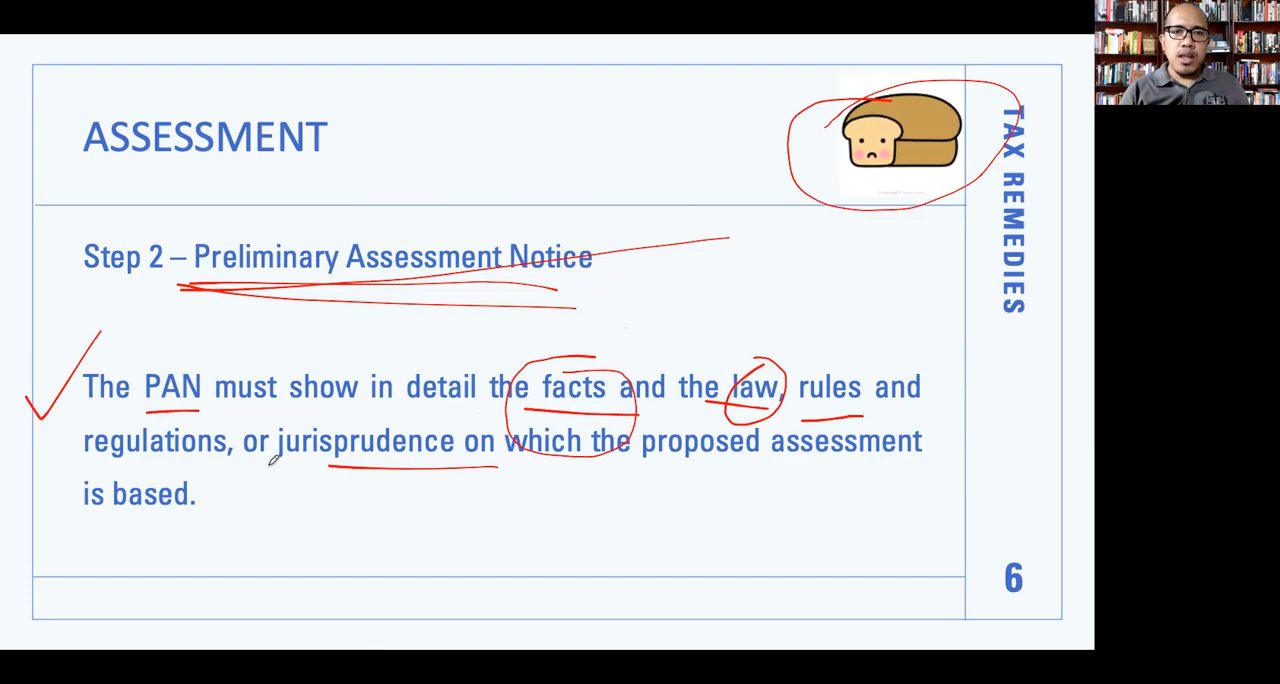 ASSESSMENT
TAX REMEDIES
Step 2 – Preliminary Assessment Notice
The PAN must show in detail the facts and the law, rules and
regulations, or jurisprudence on which the proposed assessment
is based.
6